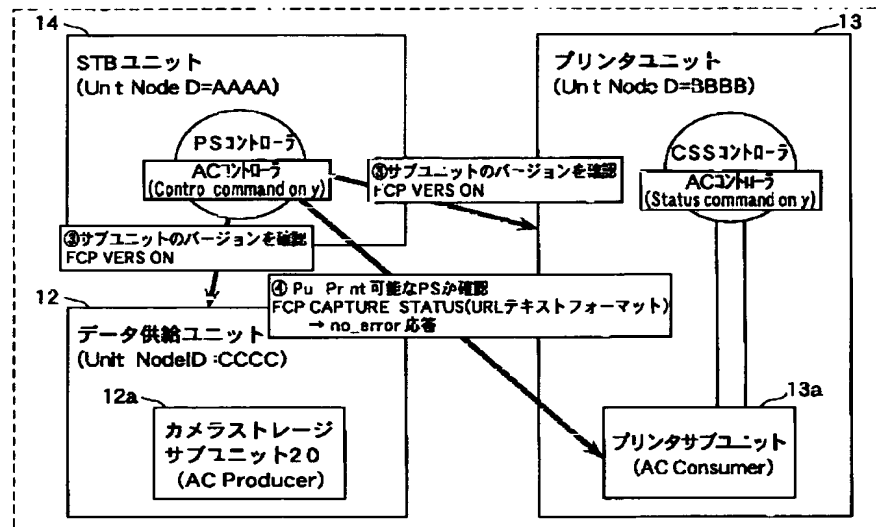 14
13
STBユニット
(Un t Node D=AAAA)
プリンタユニット
(Un t Node D=BBBB)
PSコントローラ
ACコントローラ
(Contro command on y)
③サブユニットのバージョンを確認
FCP VERS ON
CSSコントローラ
ACコントローラ
(Status command on y)
③サブユニットのバージョンを確認
FCP VERS ON
④ Pu Pr nt 可能なPSか確認
FCP CAPTURE STATUS(URLテキストフォーマット)
→ no_error 応答
12
データ供給ユニット
(Unit NodeID :CCCC)
12a
カメラストレージ
サブユニット2 0
(AC Producer)
13a
プリンタサブユニット
(AC Consumer)